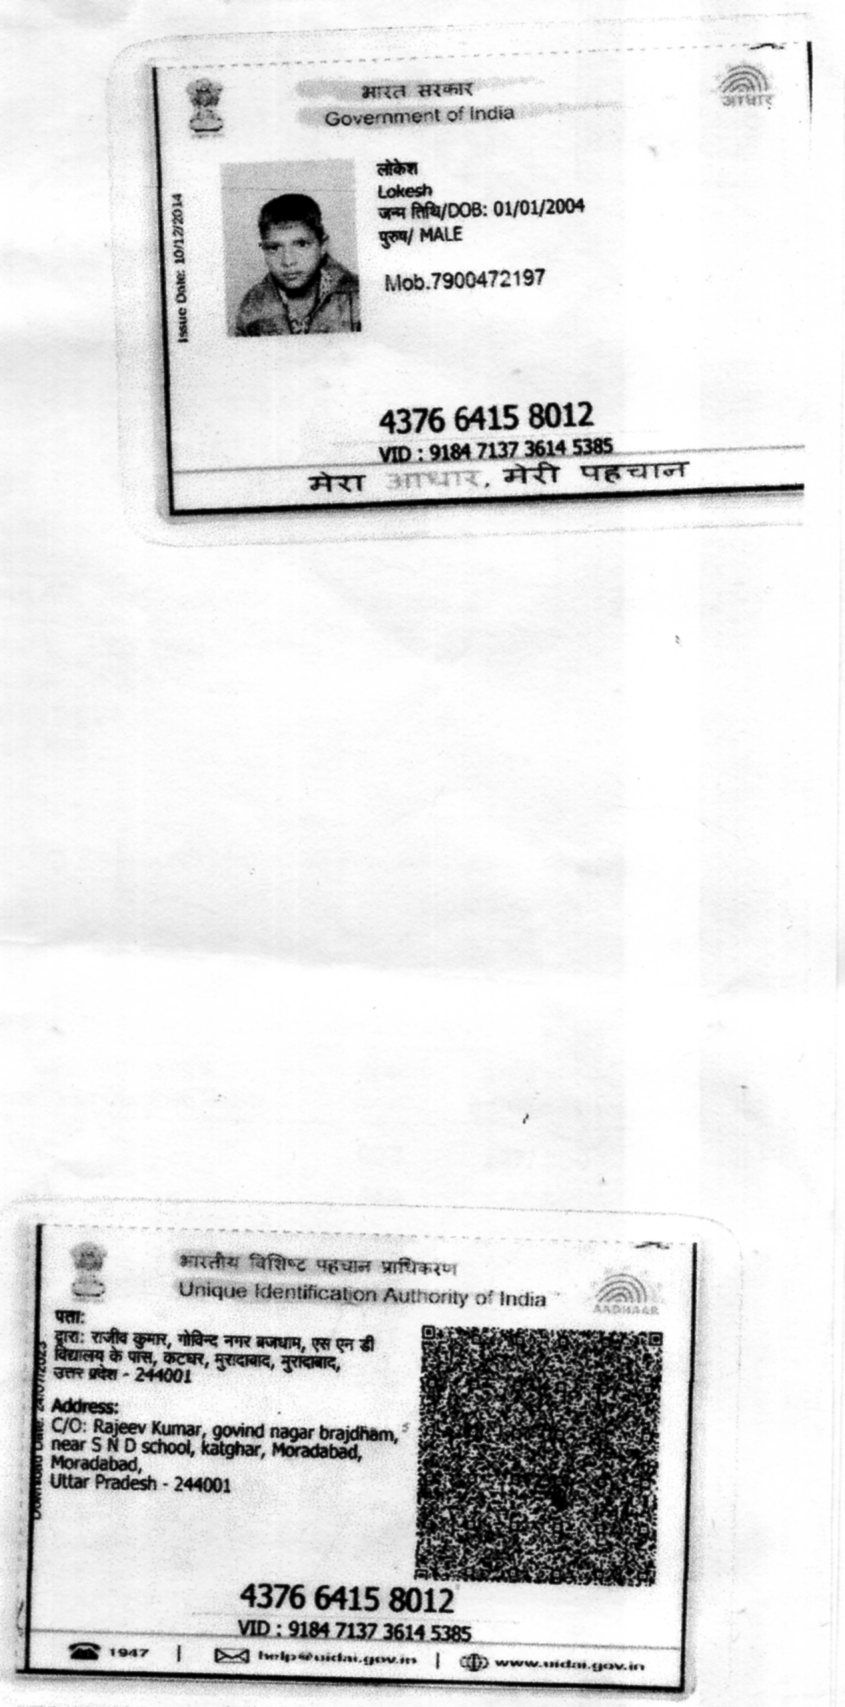 भारत सरकार
Government of India
आधार
Issue Date: 10/12/2014
लोकेश
Lokesh
जन्म तिथि/DOB: 01/01/2004
पुरुष/ MALE
Mob.7900472197
4376 6415 8012
VID : 9184 7137 3614 5385
मेरा आधार, मेरी पहचान
भारतीय विशिष्ट पहचान प्राधिकरण
Unique Identification Authority of India
AADHAAR
पता:
द्वारा: राजीव कुमार, गोविन्द नगर ब्रजधाम, एस एन डी
विद्यालय के पास, कटघर, मुरादाबाद, मुरादाबाद,
उत्तर प्रदेश - 244001
Address:
C/O: Rajeev Kumar, govind nagar brajdham,
near S N D school, katghar, Moradabad,
Moradabad,
Uttar Pradesh - 244001
4376 6415 8012
VID : 9184 7137 3614 5385
1947 | help@uidai.gov.in | www.uidai.gov.in